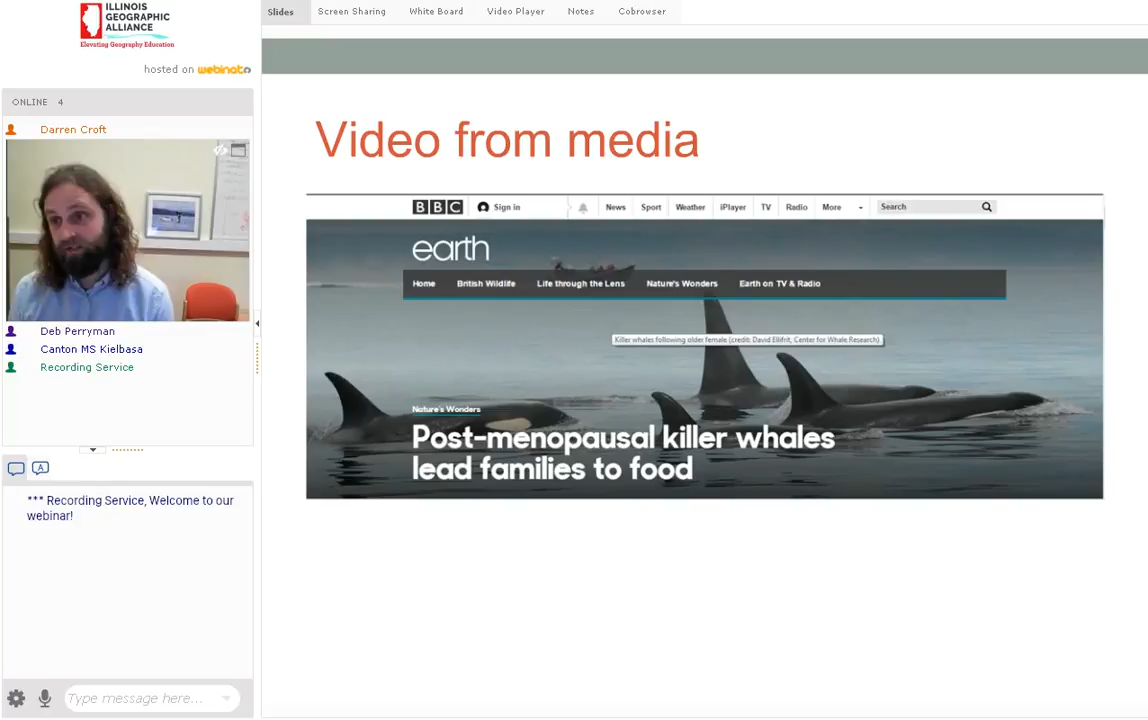 ILLINOIS
GEOGRAPHIC
ALLIANCE
Elevating Geography Education
hosted on webinato
Slides Screen Sharing White Board Video Player Notes Cobrowser
ONLINE 4
Darren Croft
Deb Perryman
Canton MS Kielbasa
Recording Service
*** Recording Service, Welcome to our
webinar!
Type message here...
Video from media
BBC Sign in News Sport Weather iPlayer TV Radio More Search
earth
Home British Wildlife Life through the Lens Nature's Wonders Earth on TV & Radio
Killer whales following older female (credit: David Ellifrit, Center for Whale Research)
Nature's Wonders
Post-menopausal killer whales
lead families to food